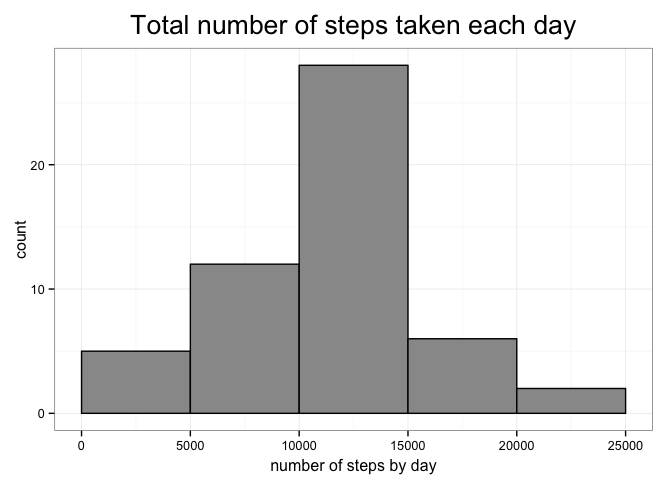 Total number of steps taken each day
count
20
10
0
0 5000 10000 15000 20000 25000
number of steps by day